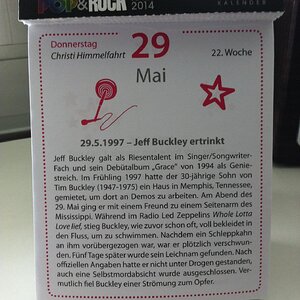 POP&ROCK 2014
KALENDER
Donnerstag
Christi Himmelfahrt
29
22. Woche
Mai
29.5.1997 – Jeff Buckley ertrinkt
Jeff Buckley galt als Riesentalent im Singer/Songwriter-
Fach und sein Debütalbum „Grace" von 1994 als Genie-
streich. Im Frühling 1997 hatte der 30-jährige Sohn von
Tim Buckley (1947-1975) ein Haus in Memphis, Tennessee,
gemietet, um dort an Demos zu arbeiten. Am Abend des
29. Mai ging er mit einem Freund zu einem Seitenarm des
Mississippi. Während im Radio Led Zeppelins Whole Lotta
Love lief, stieg Buckley, wie zuvor schon oft, voll bekleidet in
den Fluss, um zu schwimmen. Nachdem ein Schleppkahn
an ihm vorübergezogen war, war er plötzlich verschwun-
den. Fünf Tage später wurde sein Leichnam gefunden. Nach
offiziellen Angaben hatte er nicht unter Drogen gestanden,
auch eine Selbstmordabsicht wurde ausgeschlossen. Ver-
mutlich fiel Buckley einer Strömung zum Opfer.